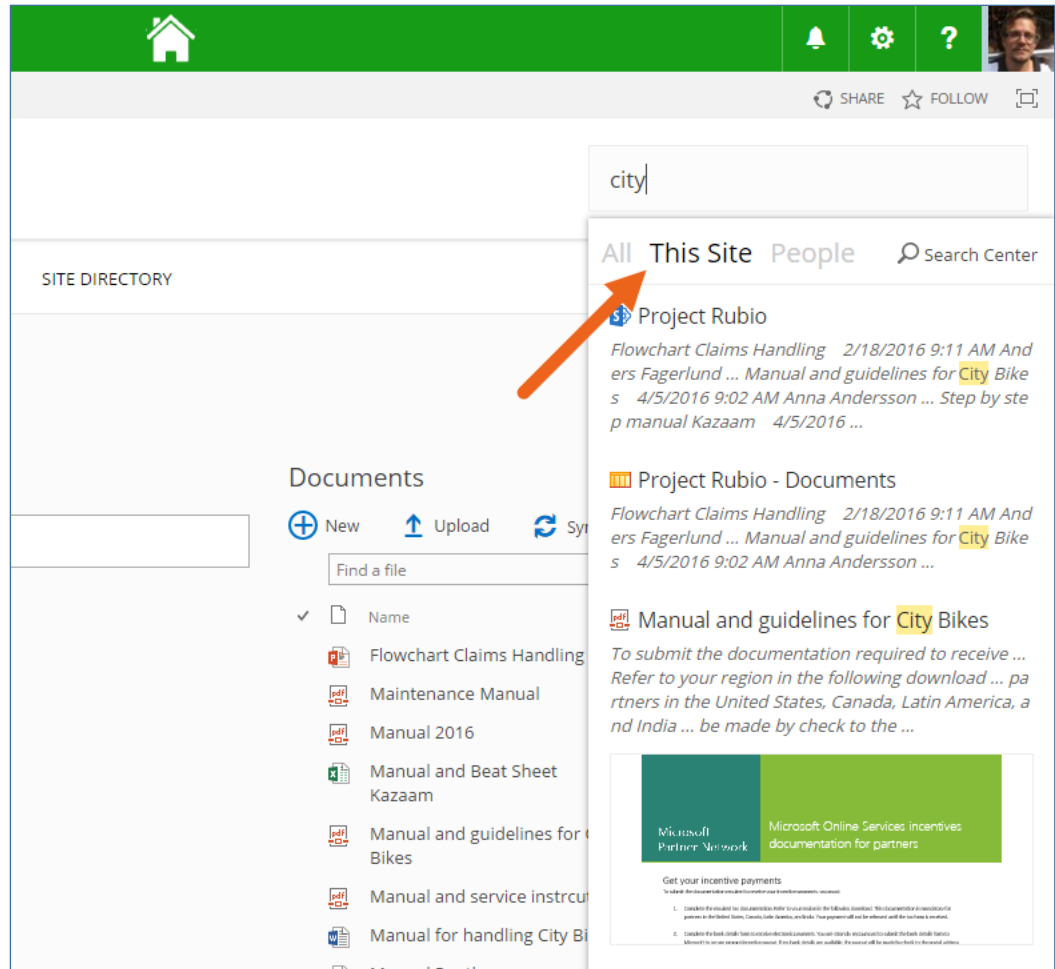 ?
SHARE FOLLOW
city
All This Site People Search Center
SITE DIRECTORY
Project Rubio
Flowchart Claims Handling 2/18/2016 9:11 AM And
ers Fagerlund ... Manual and guidelines for City Bike
s 4/5/2016 9:02 AM Anna Andersson ... Step by ste
p manual Kazaam 4/5/2016 ...
Project Rubio - Documents
Flowchart Claims Handling 2/18/2016 9:11 AM And
ers Fagerlund ... Manual and guidelines for City Bike
s 4/5/2016 9:02 AM Anna Andersson ...
Manual and guidelines for City Bikes
To submit the documentation required to receive ...
Refer to your region in the following download ... pa
rtners in the United States, Canada, Latin America, a
nd India ... be made by check to the ...
Microsoft
Partner Network
Microsoft Online Services incentives
documentation for partners
Get your incentive payments
Documents
New Upload Syn
Find a file
Name
Flowchart Claims Handling
Maintenance Manual
Manual 2016
Manual and Beat Sheet
Kazaam
Manual and guidelines for
Bikes
Manual and service instrcut
Manual for handling City Bi